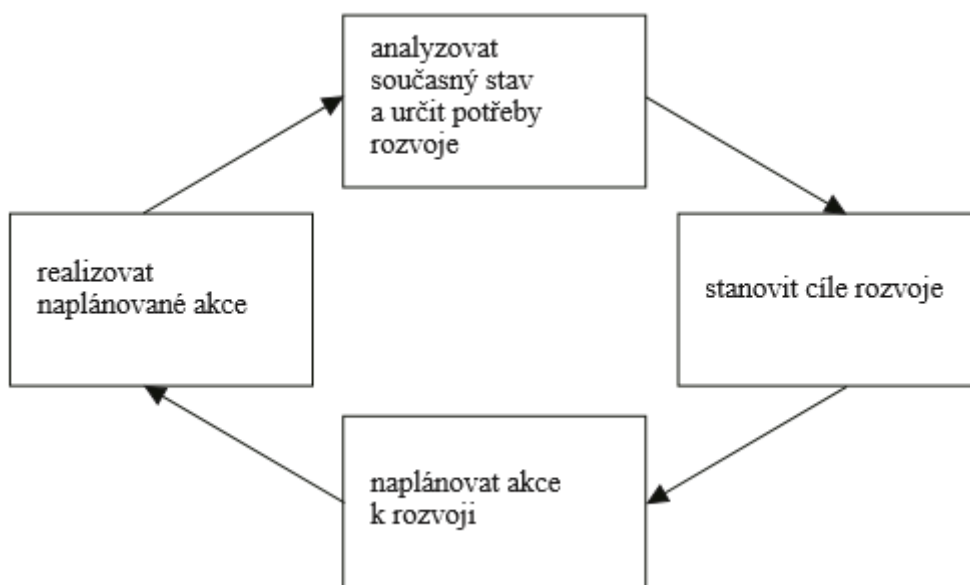 analyzovat
současný stav
a určit potřeby
rozvoje
stanovit cíle rozvoje
naplánovat akce
k rozvoji
realizovat
naplánované akce